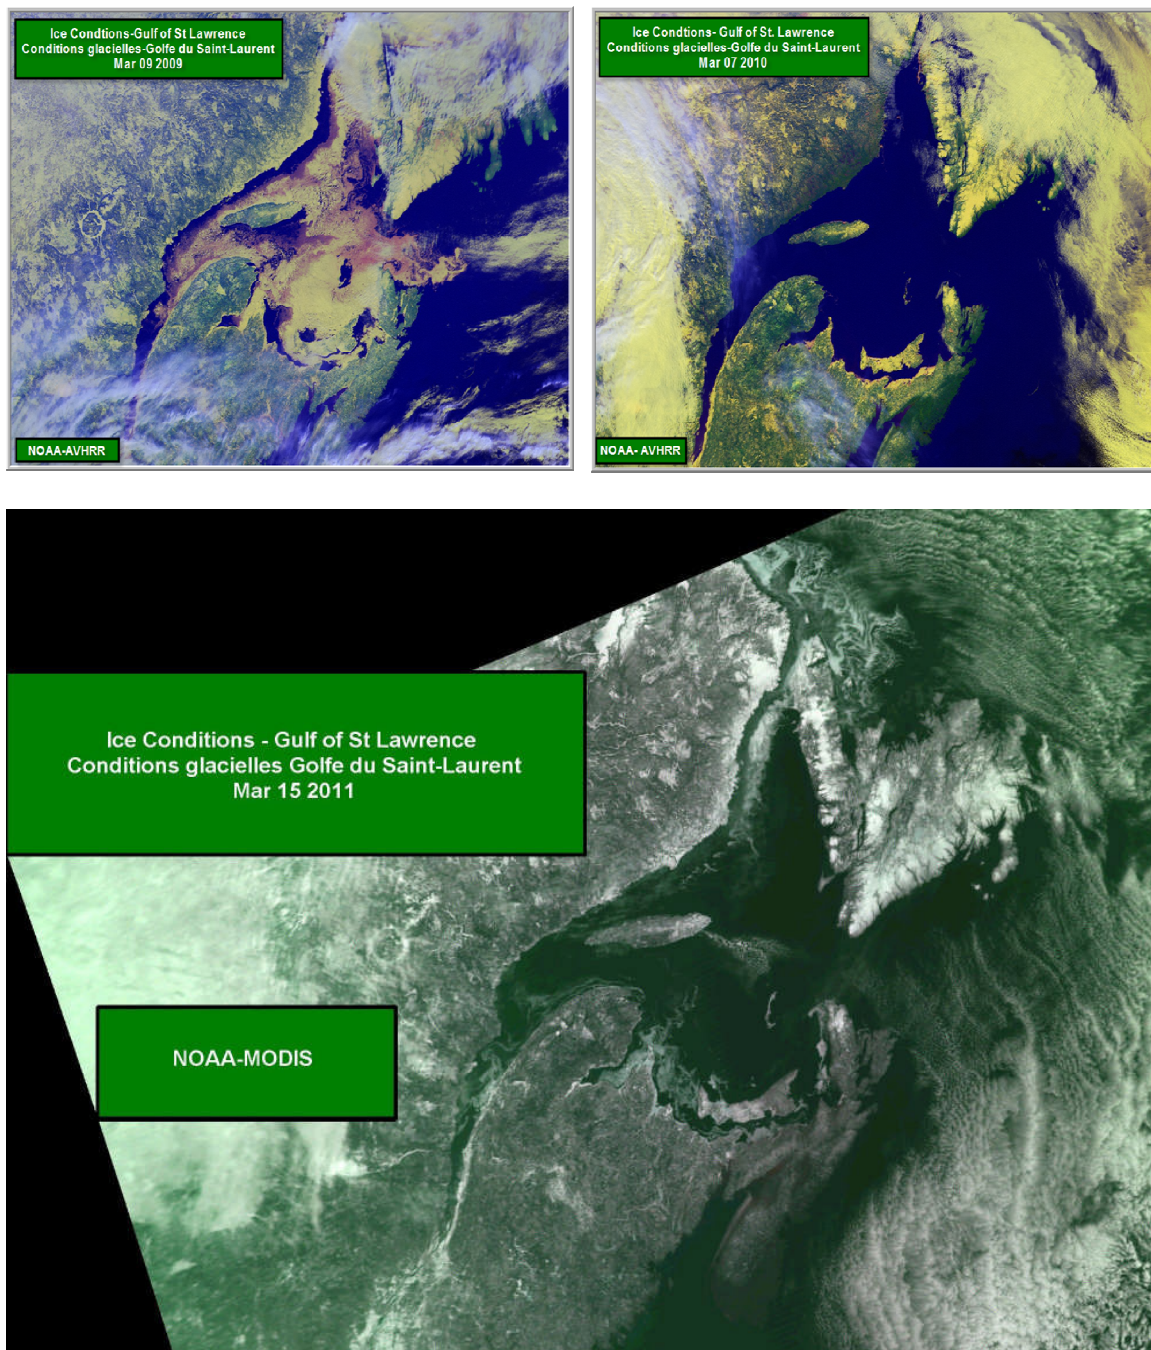 Ice Condtions-Gulf of St Lawrence
Conditions glacielles-Golfe du Saint-Laurent
Mar 09 2009
NOAA-AVHRR
Ice Condtions- Gulf of St. Lawrence
Conditions glacielles-Golfe du Saint-Laurent
Mar 07 2010
NOAA- AVHRR
Ice Conditions - Gulf of St Lawrence
Conditions glacielles Golfe du Saint-Laurent
Mar 15 2011
NOAA-MODIS